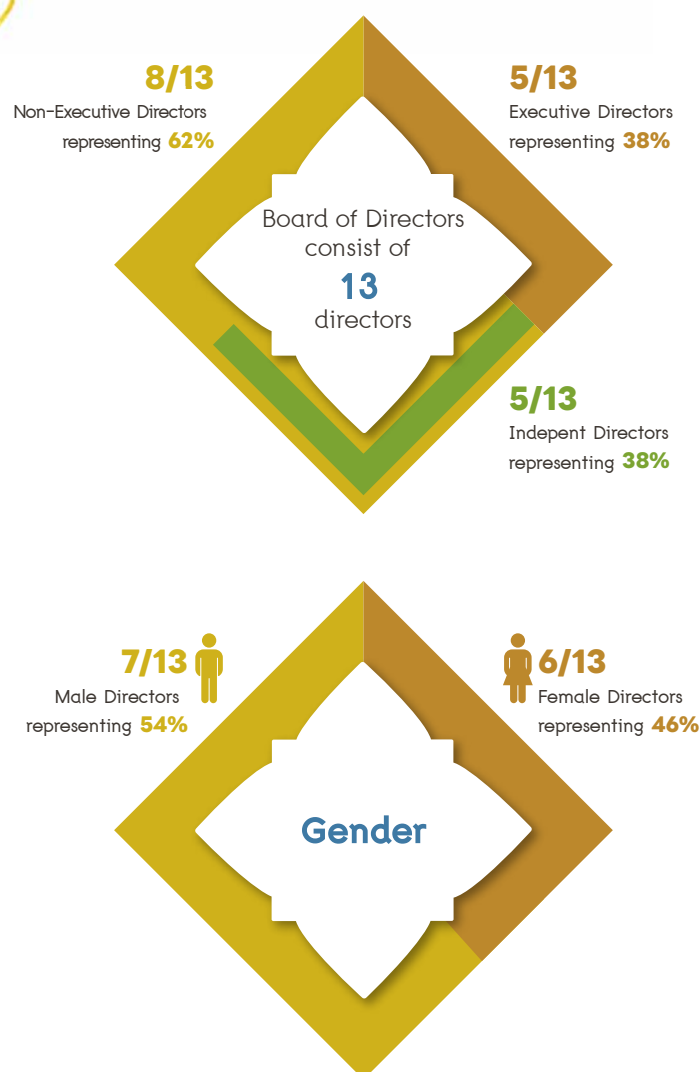 8/13
Non-Executive Directors
representing 62%
5/13
Executive Directors
representing 38%
Board of Directors
consist of
13
directors
5/13
Indepent Directors
representing 38%
7/13
Male Directors
representing 54%
6/13
Female Directors
representing 46%
Gender